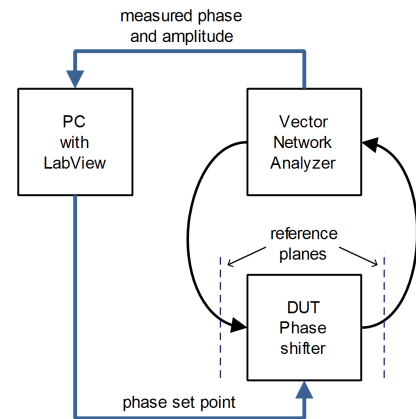 measured phase
and amplitude
PC
with
LabView
Vector
Network
Analyzer
reference
planes
DUT
Phase
shifter
phase set point